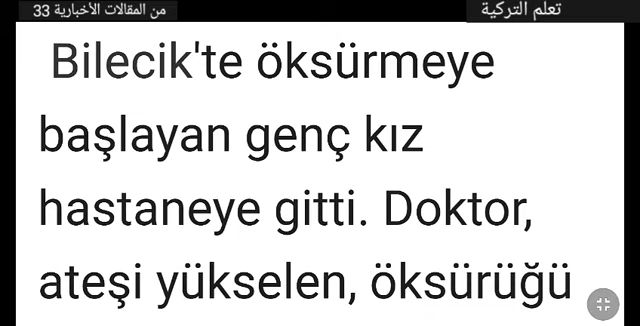 تعلم التركية
من المقالات الأخبارية 33
Bilecik'te öksürmeye
başlayan genç kız
hastaneye gitti. Doktor,
ateşi yükselen, öksürüğü